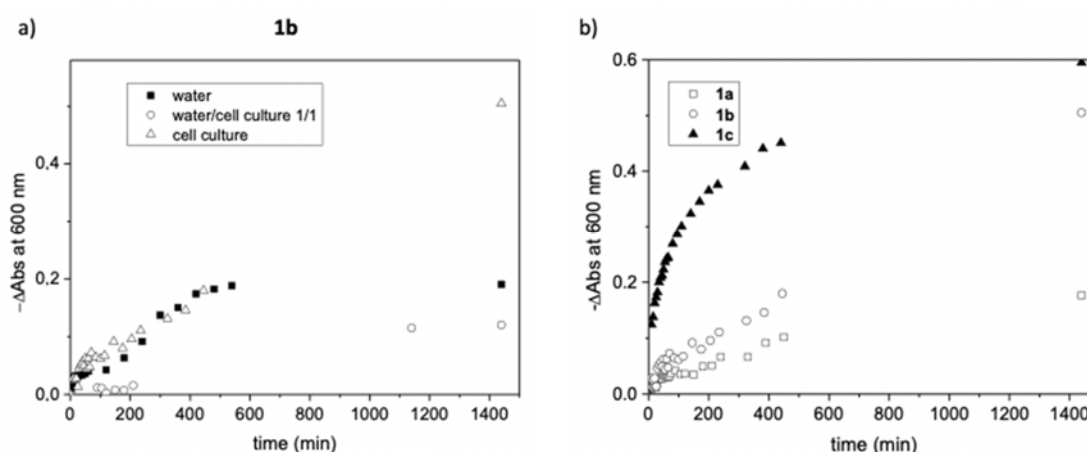 a)
1b
−ΔAbs at 600 nm
0.4
0.2
0.0
water
water/cell culture 1/1
cell culture
0 200 400 600 800 1000 1200 1400
time (min)
b)
-ΔAbs at 600 nm
0.6
0.4
0.2
0.0
1a
1b
1c
0 200 400 600 800 1000 1200 1400
time (min)